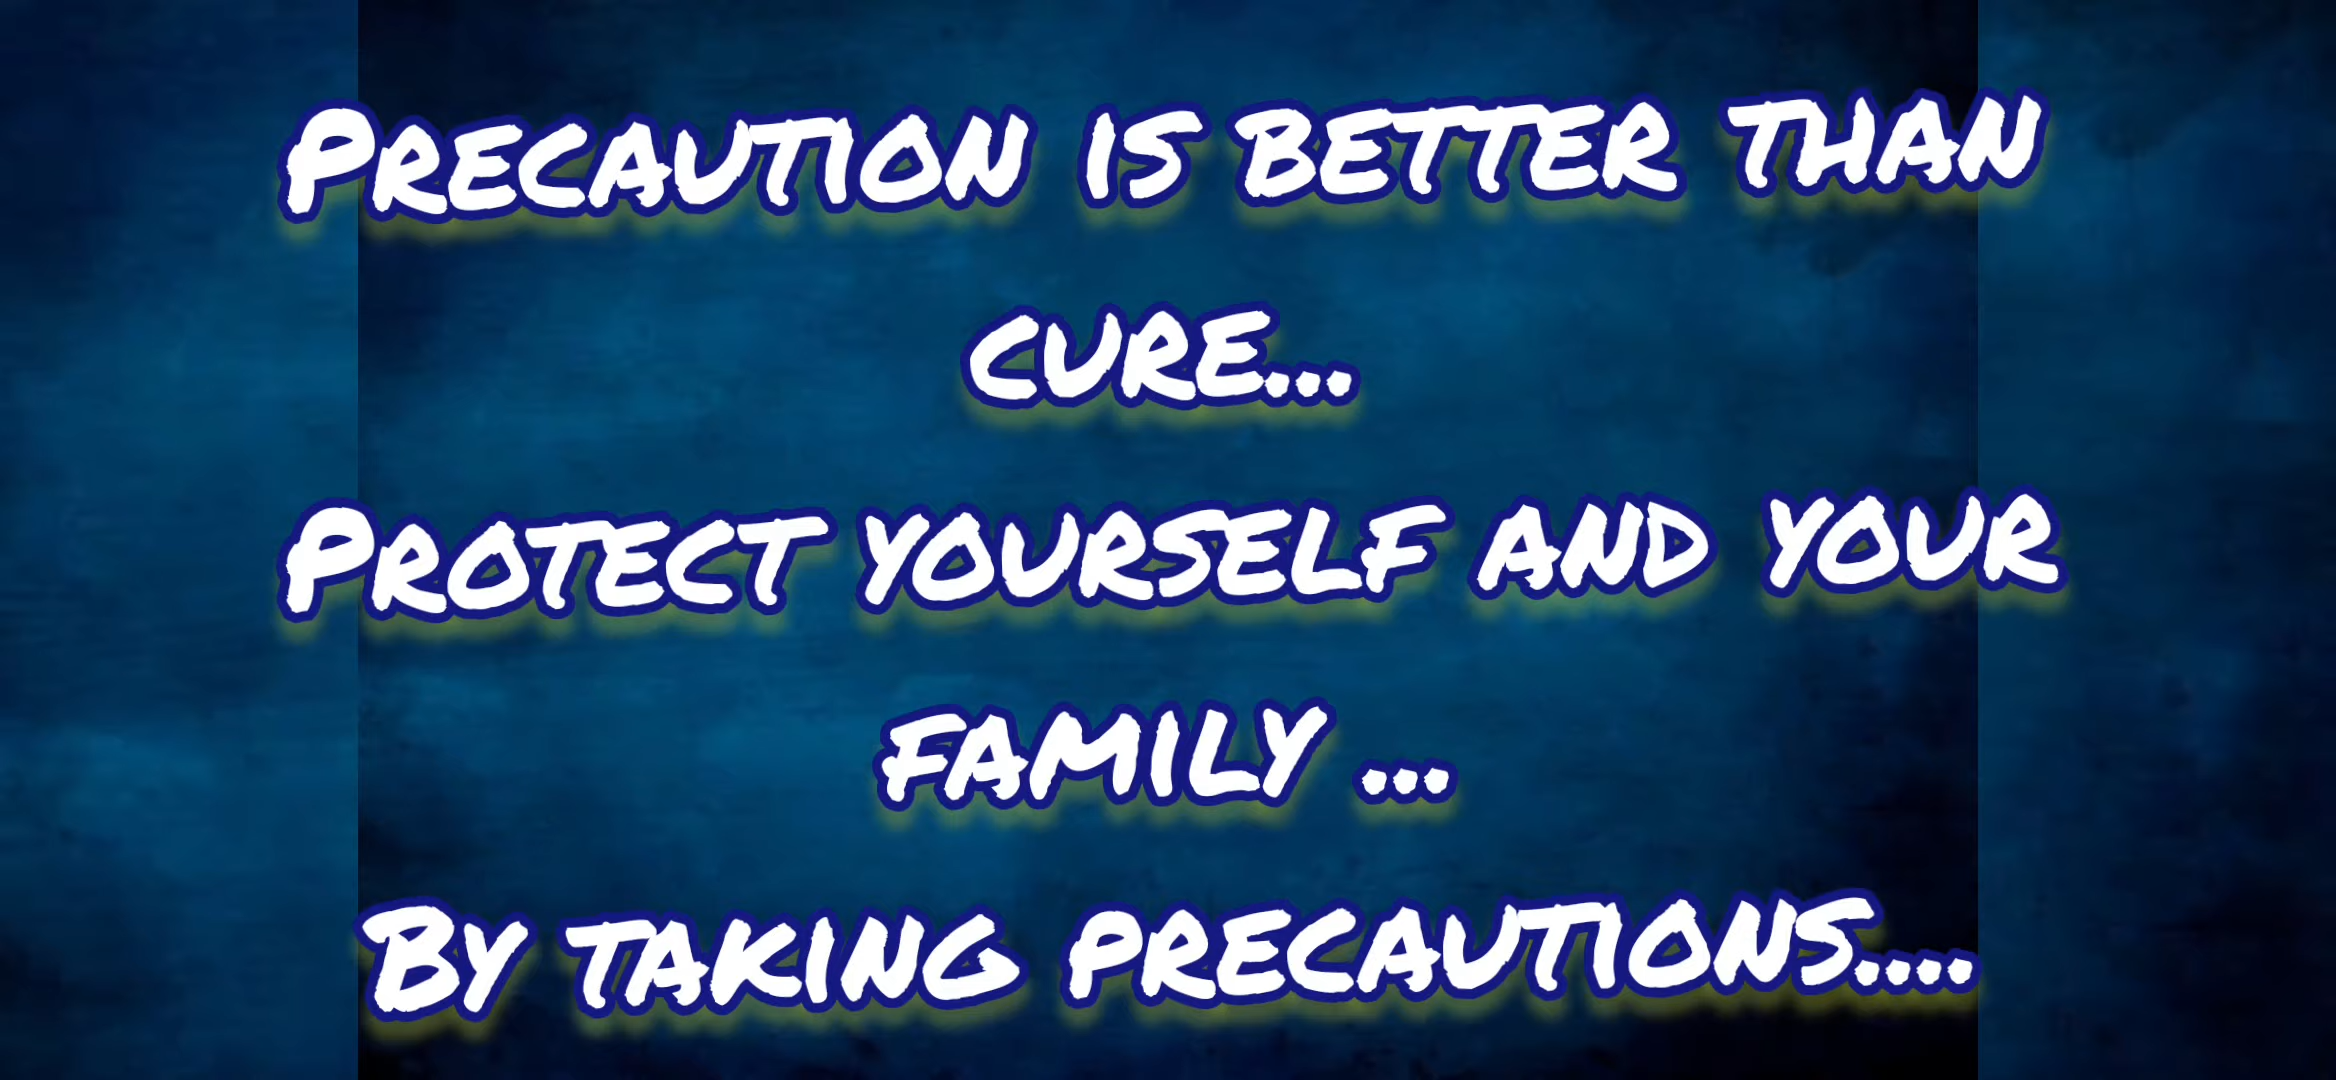 Precaution is better than
cure...
Protect yourself and your
family ...
By taking precautions....